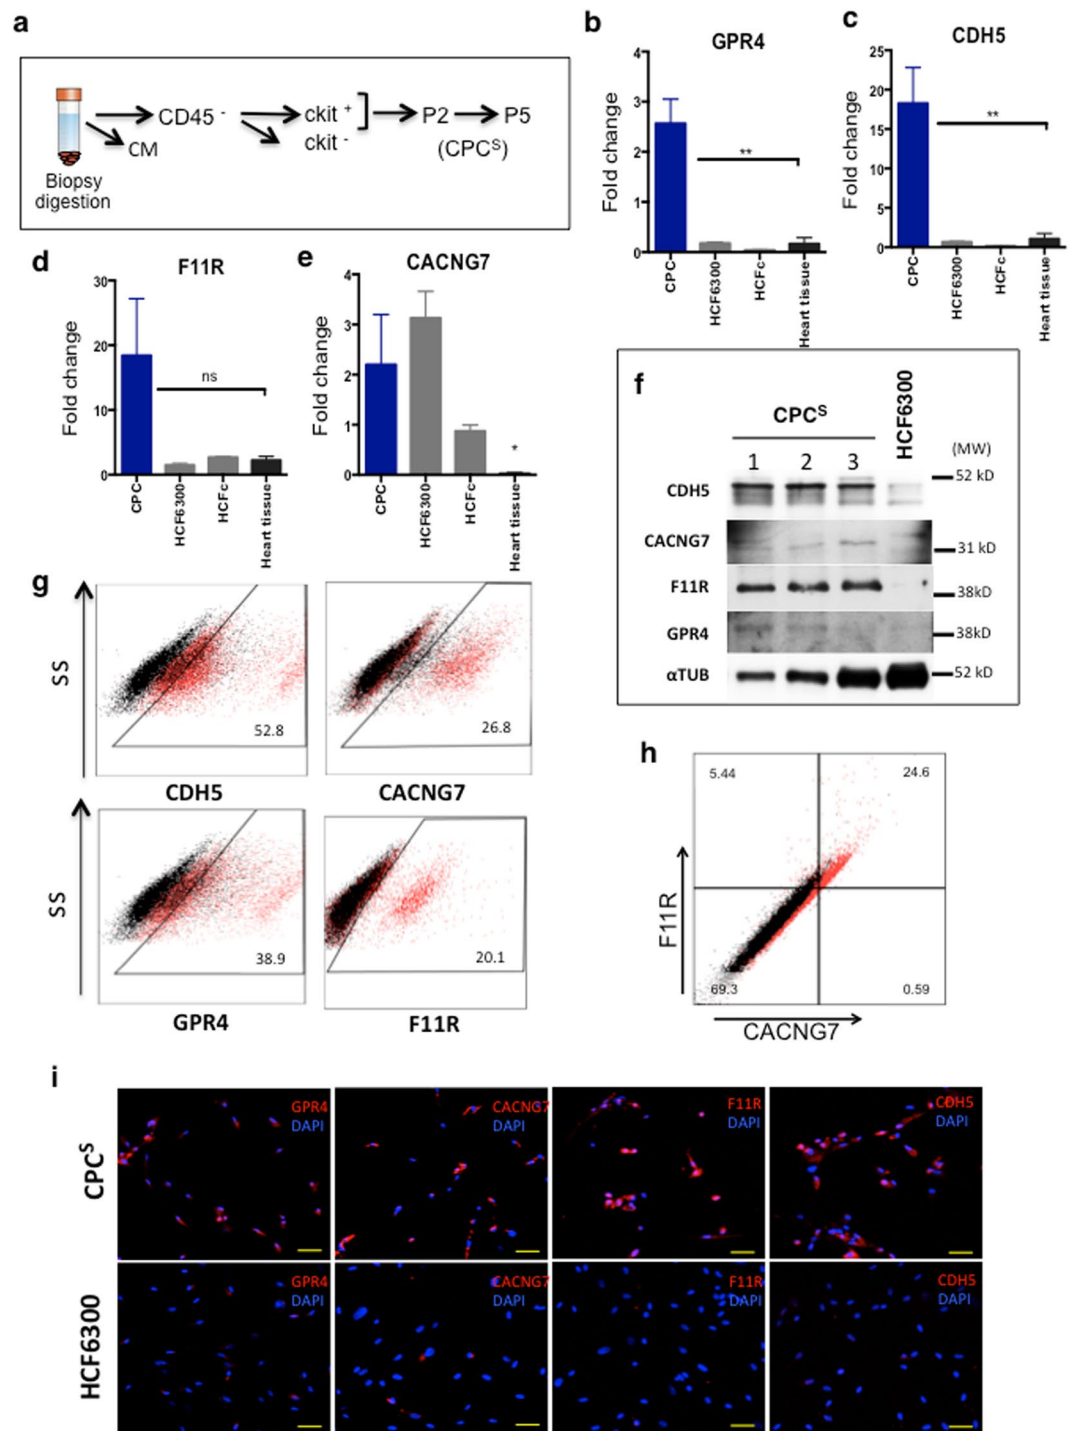 a
Biopsy
digestion
CM
CD45 -
ckit +
ckit -
P2
(CPCS)
P5
b
GPR4
Fold change
4
3
2
1
0
**
CPC
HCF6300
HCFc
Heart tissue
c
CDH5
Fold change
25
20
15
10
5
0
**
CPC
HCF6300
HCFc
Heart tissue
d
F11R
Fold change
30
20
10
0
ns
CPC
HCF6300
HCFc
Heart tissue
e
CACNG7
Fold change
4
3
2
1
0
*
CPC
HCF6300
HCFc
Heart tissue
f
CPCS
HCF6300
1 2 3
(MW)
CDH5
52 kD
CACNG7
31 kD
F11R
38kD
GPR4
38kD
αTUB
52 kD
g
SS
52.8
CDH5
26.8
CACNG7
SS
38.9
GPR4
20.1
F11R
h
5.44
24.6
69.3
0.59
F11R
CACNG7
i
CPCS
GPR4
DAPI
CACNG7
DAPI
F11R
DAPI
CDH5
DAPI
HCF6300
GPR4
DAPI
CACNG7
DAPI
F11R
DAPI
CDH5
DAPI